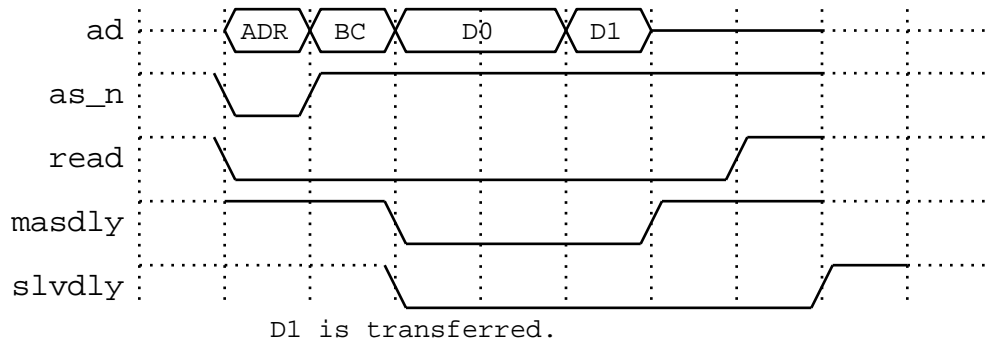 ad ADR BC D0 D1
as_n
read
masdly
slvdly
D1 is transferred.